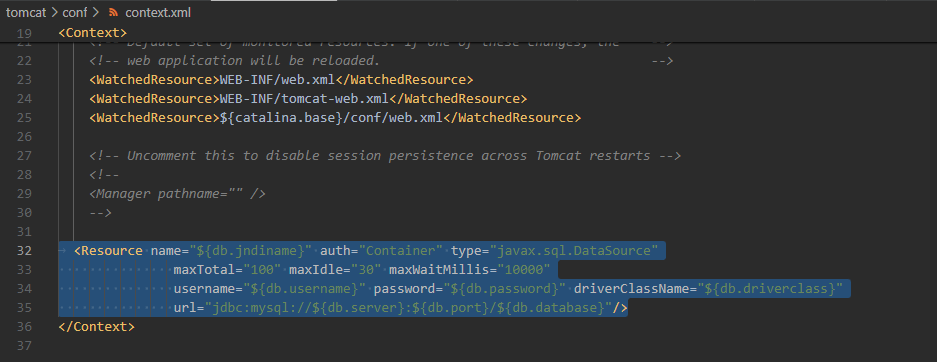 tomcat > conf > context.xml
19 <Context>
21 <!-- Default set of monitored resources. If one of these changes, the -->
22 <!-- web application will be reloaded. -->
23 <WatchedResource>WEB-INF/web.xml</WatchedResource>
24 <WatchedResource>WEB-INF/tomcat-web.xml</WatchedResource>
25 <WatchedResource>${catalina.base}/conf/web.xml</WatchedResource>
26
27 <!-- Uncomment this to disable session persistence across Tomcat restarts -->
28 <!--
29 <Manager pathname="" />
30 -->
31
32 <Resource name="${db.jndiname}" auth="Container" type="javax.sql.DataSource"
33 maxTotal="100" maxIdle="30" maxWaitMillis="10000"
34 username="${db.username}" password="${db.password}" driverClassName="${db.driverclass}"
35 url="jdbc:mysql://${db.server}:${db.port}/${db.database}"/>
36 </Context>
37